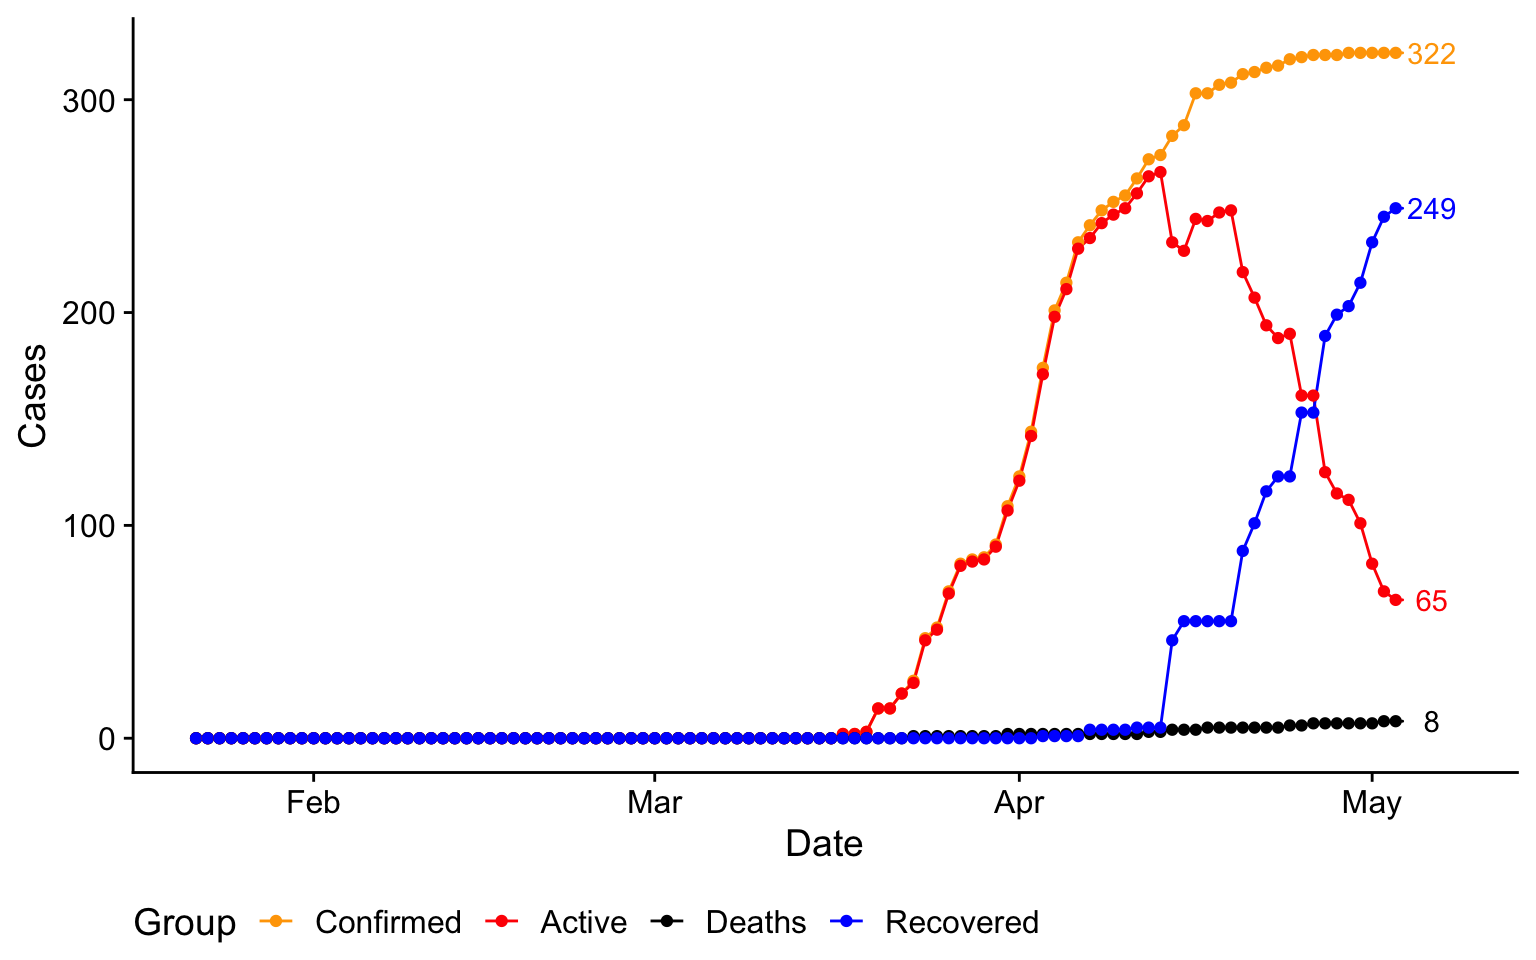 322
300
249
200
Cases
100
65
8
0
Feb Mar Apr May
Date
Group Confirmed Active Deaths Recovered